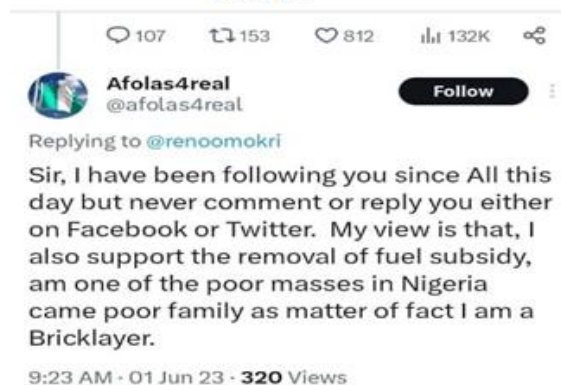 107 153 812 132K
Afolas4real
@afolas4real
Follow
Replying to @renoomokri
Sir, I have been following you since All this
day but never comment or reply you either
on Facebook or Twitter. My view is that, I
also support the removal of fuel subsidy,
am one of the poor masses in Nigeria
came poor family as matter of fact I am a
Bricklayer.
9:23 AM · 01 Jun 23 · 320 Views